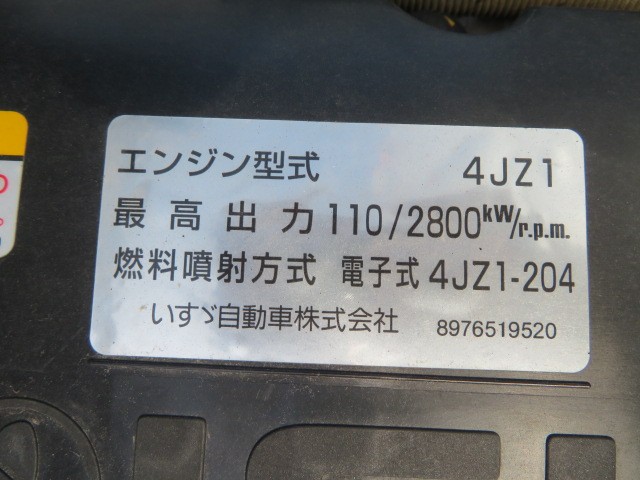 エンジン型式 4JZ1
最高出力 110/2800kW/r.p.m.
燃料噴射方式 電子式 4JZ1-204
いすゞ自動車株式会社 8976519520